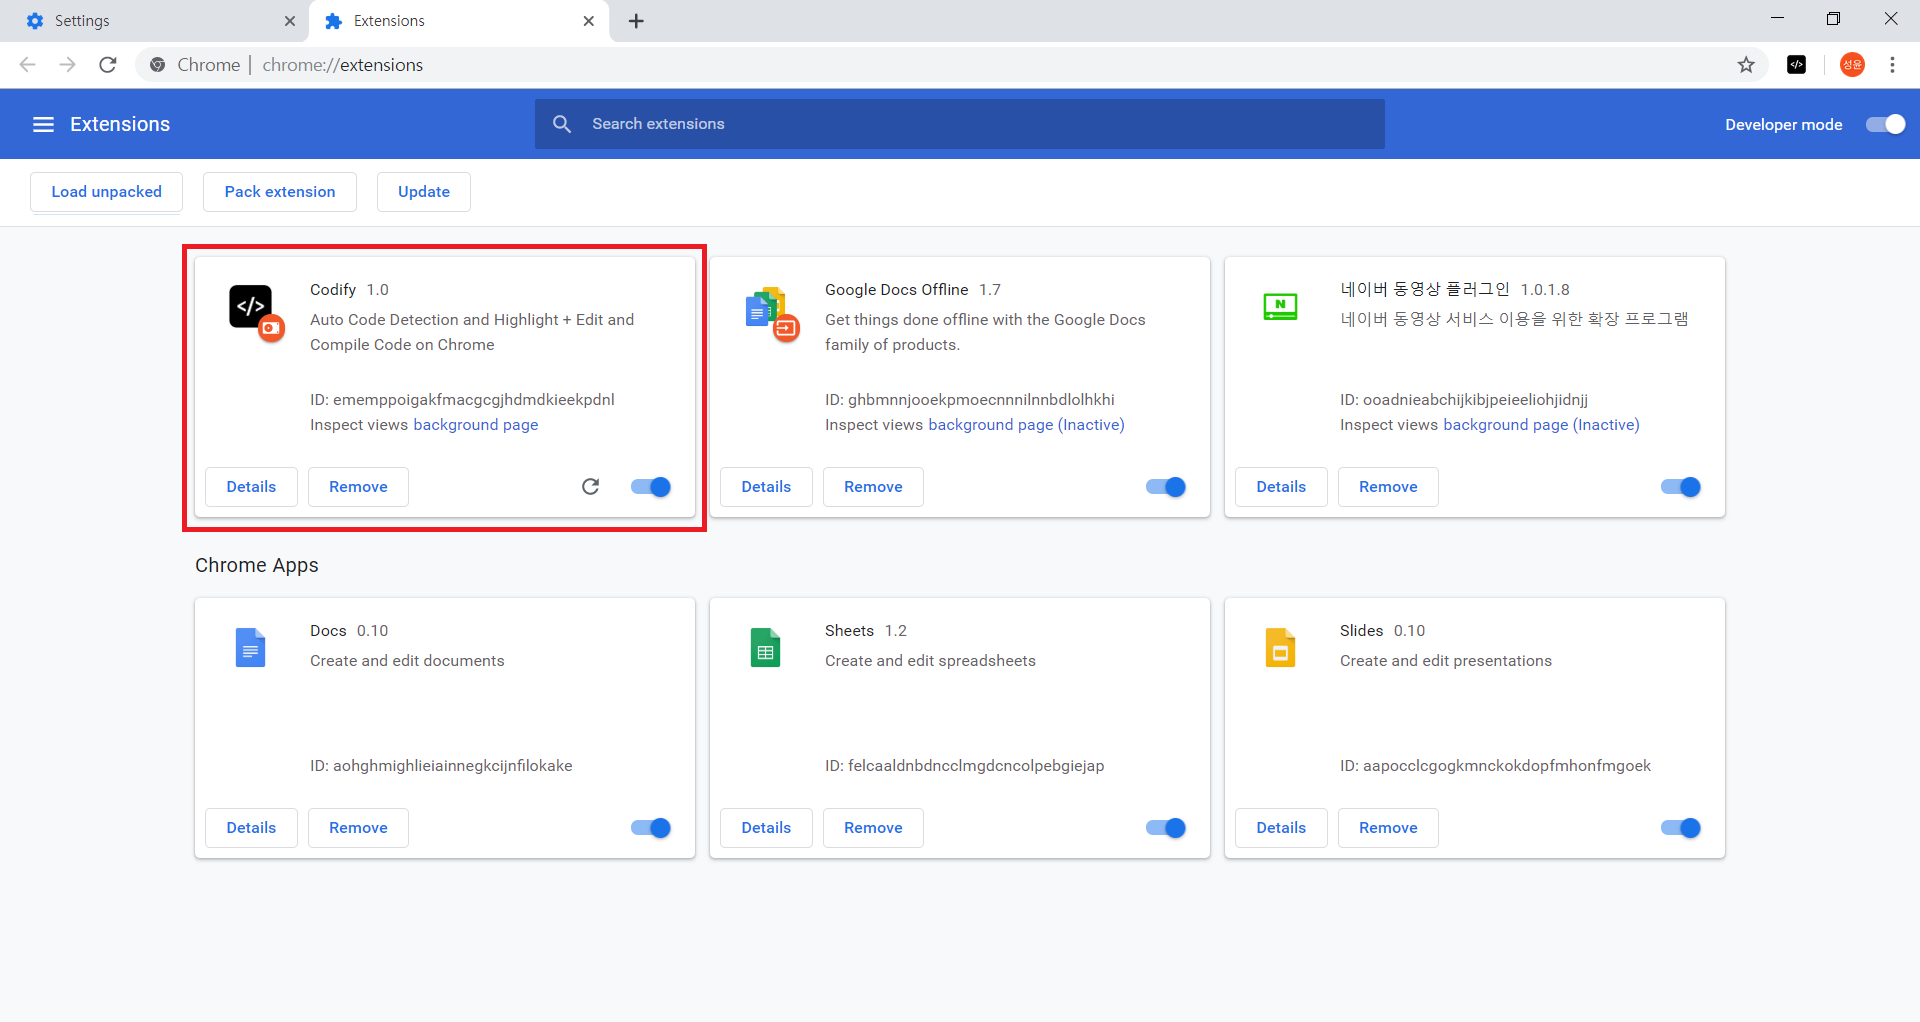 Settings
Extensions
Chrome
chrome://extensions
성윤
Extensions
Search extensions
Developer mode
Load unpacked
Pack extension
Update
Codify 1.0
Auto Code Detection and Highlight + Edit and
Compile Code on Chrome
ID: ememppoigakfmacgcgjhdmdkieekpdnl
Inspect views background page
Details
Remove
Google Docs Offline 1.7
Get things done offline with the Google Docs
family of products.
ID: ghbmnnjooekpmoecnnnilnnbdlolhkhi
Inspect views background page (Inactive)
Details
Remove
N
네이버 동영상 플러그인 1.0.1.8
네이버 동영상 서비스 이용을 위한 확장 프로그램
ID: ooadnieabchijkibjpeieeliohjidnjj
Inspect views background page (Inactive)
Details
Remove
Chrome Apps
Docs 0.10
Create and edit documents
ID: aohghmighlieiainnegkcijnfilokake
Details
Remove
Sheets 1.2
Create and edit spreadsheets
ID: felcaaldnbdncclmgdcncolpebgiejap
Details
Remove
Slides 0.10
Create and edit presentations
ID: aapocclcgogkmnckokdopfmhonfmgoek
Details
Remove